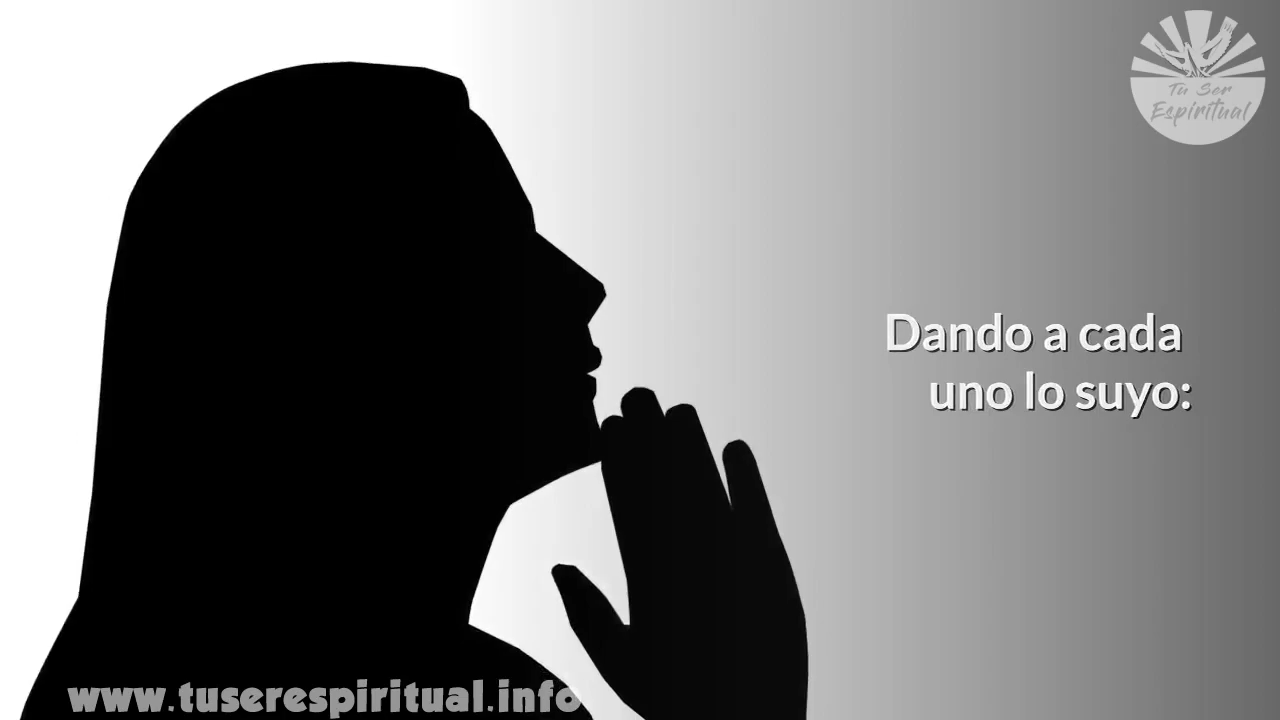 Tu Ser
Espiritual
Dando a cada
uno lo suyo:
www.tuserespiritual.info